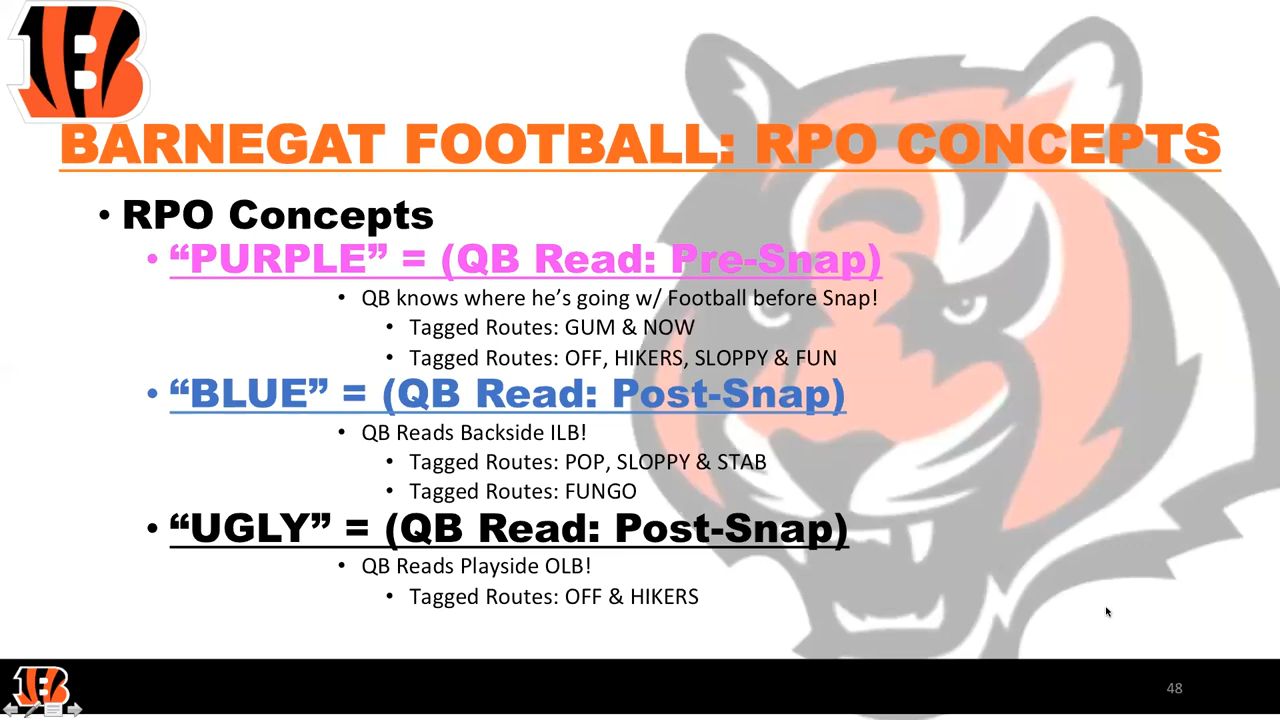 B
BARNEGAT FOOTBALL: RPO CONCEPTS
• RPO Concepts
• “PURPLE” = (QB Read: Pre-Snap)
• QB knows where he’s going w/ Football before Snap!
• Tagged Routes: GUM & NOW
• Tagged Routes: OFF, HIKERS, SLOPPY & FUN
• “BLUE” = (QB Read: Post-Snap)
• QB Reads Backside ILB!
• Tagged Routes: POP, SLOPPY & STAB
• Tagged Routes: FUNGO
• “UGLY” = (QB Read: Post-Snap)
• QB Reads Playside OLB!
• Tagged Routes: OFF & HIKERS
B
48